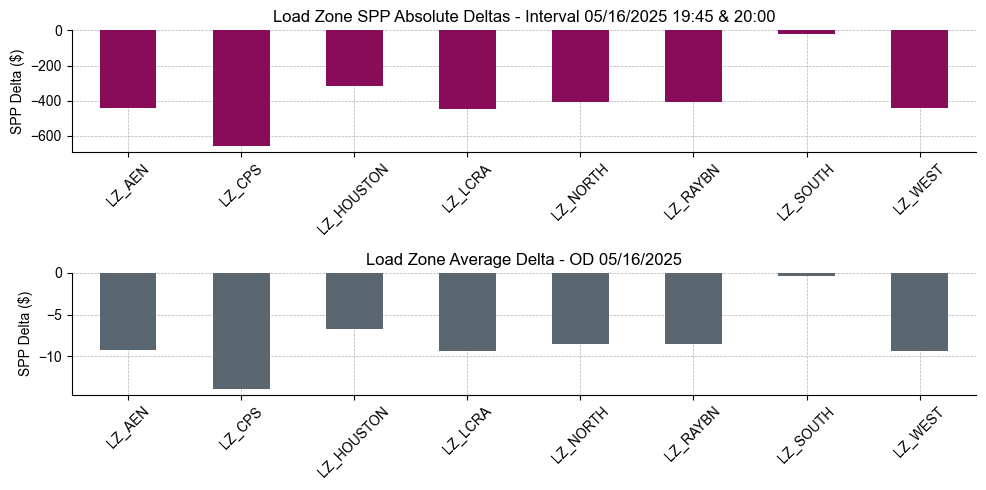 Load Zone SPP Absolute Deltas - Interval 05/16/2025 19:45 & 20:00
SPP Delta ($)
0
−200
−400
−600
LZ_AEN
LZ_CPS
LZ_HOUSTON
LZ_LCRA
LZ_NORTH
LZ_RAYBN
LZ_SOUTH
LZ_WEST
Load Zone Average Delta - OD 05/16/2025
SPP Delta ($)
0
−5
−10
LZ_AEN
LZ_CPS
LZ_HOUSTON
LZ_LCRA
LZ_NORTH
LZ_RAYBN
LZ_SOUTH
LZ_WEST